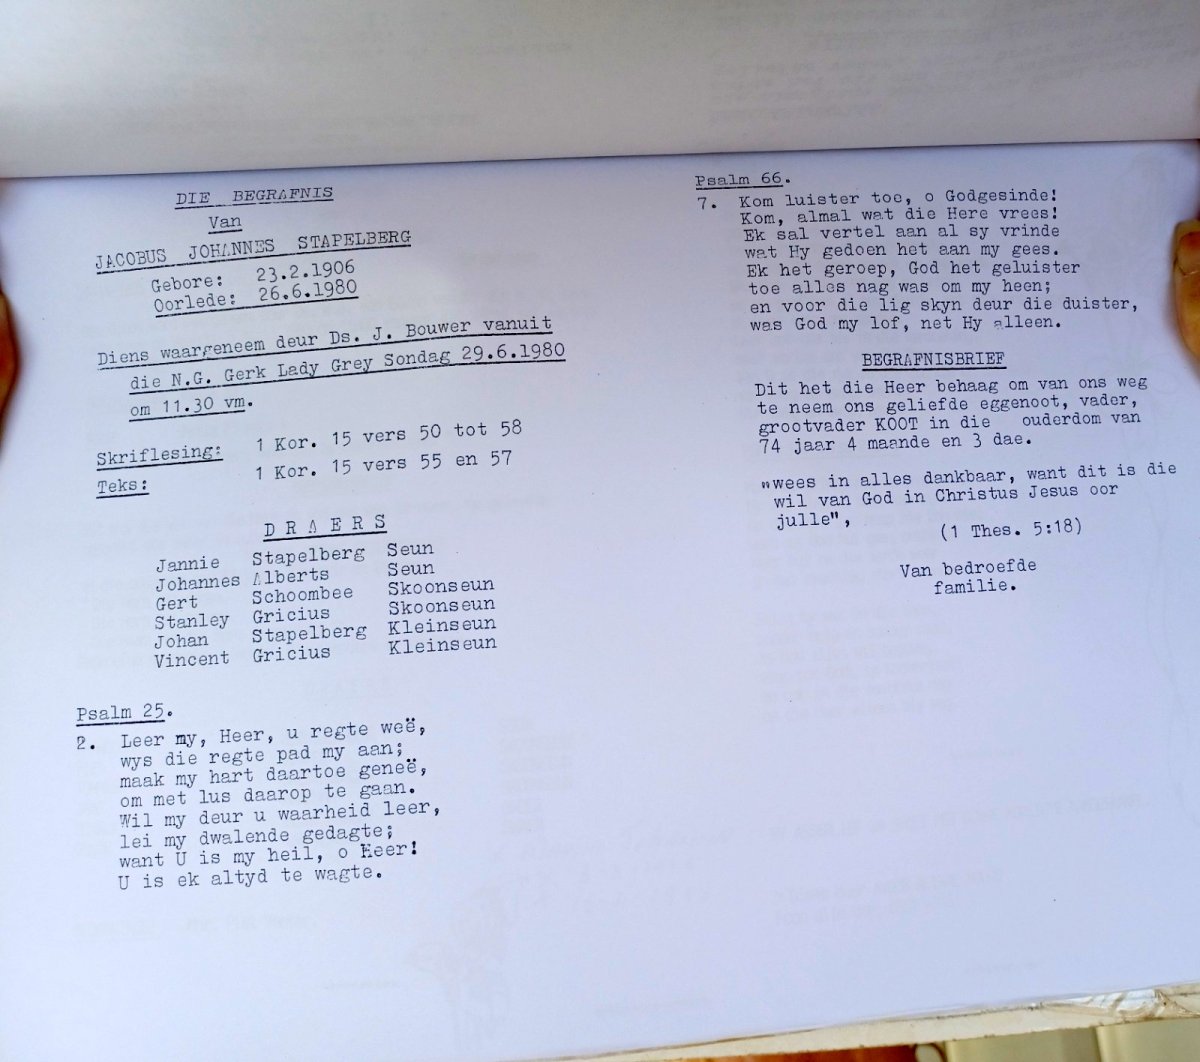 DIE BEGRAFNIS
Van
JACOBUS JOHANNES STAPELBERG
Gebore: 23.2.1906
Oorlede: 26.6.1980
Diens waargeneem deur Ds. J. Bouwer vanuit
die N.G. Gerk Lady Grey Sondag 29.6.1980
om 11.30 vm.
Skriflesing: 1 Kor. 15 vers 50 tot 58
Teks: 1 Kor. 15 vers 55 en 57
D R A E R S
Jannie Stapelberg Seun
Johannes Alberts Seun
Gert Schoombee Skoonseun
Stanley Gricius Skoonseun
Johan Stapelberg Kleinseun
Vincent Gricius Kleinseun
Psalm 25.
2. Leer my, Heer, u regte weë,
wys die regte pad my aan;
maak my hart daartoe geneë,
om met lus daarop te gaan.
Wil my deur u waarheid leer,
lei my dwalende gedagte;
want U is my heil, o Heer!
U is ek altyd te wagte.
Psalm 66.
7. Kom luister toe, o Godgesinde!
Kom, almal wat die Here vrees!
Ek sal vertel aan al sy vrinde
wat Hy gedoen het aan my gees.
Ek het geroep, God het geluister
toe alles nag was om my heen;
en voor die lig skyn deur die duister,
was God my lof, net Hy alleen.
BEGRAFNISBRIEF
Dit het die Heer behaag om van ons weg
te neem ons geliefde eggenoot, vader,
grootvader KOOT in die ouderdom van
74 jaar 4 maande en 3 dae.
"wees in alles dankbaar, want dit is die
wil van God in Christus Jesus oor
julle",
(1 Thes. 5:18)
Van bedroefde
familie.